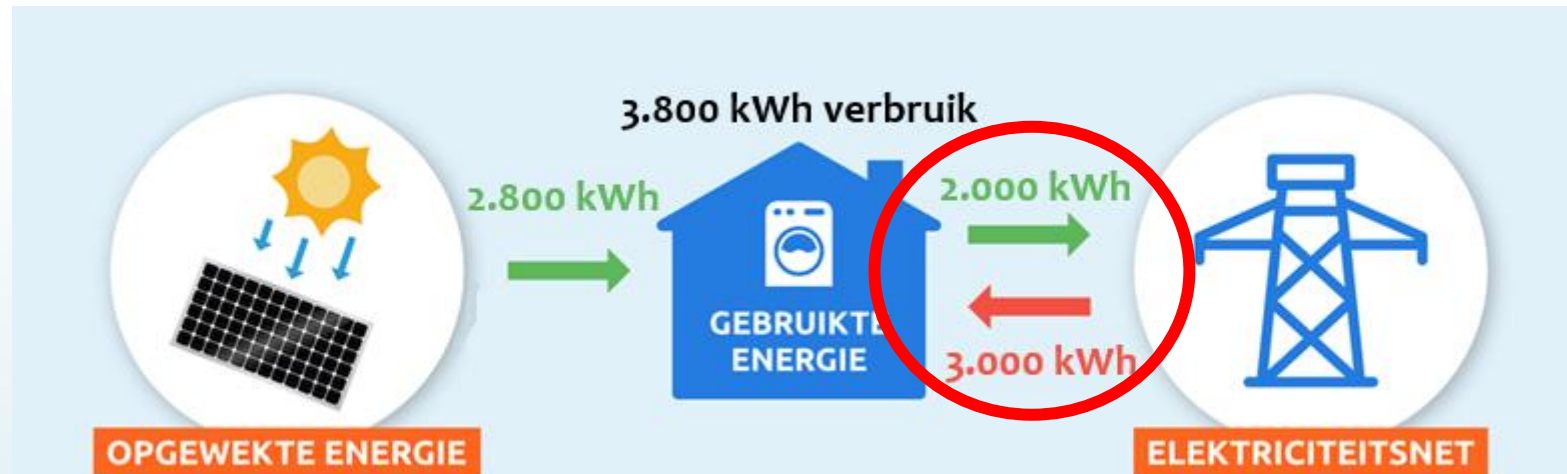 3.800 kWh verbruik
2.800 kWh
2.000 kWh
GEBRUIKTE
ENERGIE
3.000 kWh
OPGEWEKTE ENERGIE
ELEKTRICITEITSNET